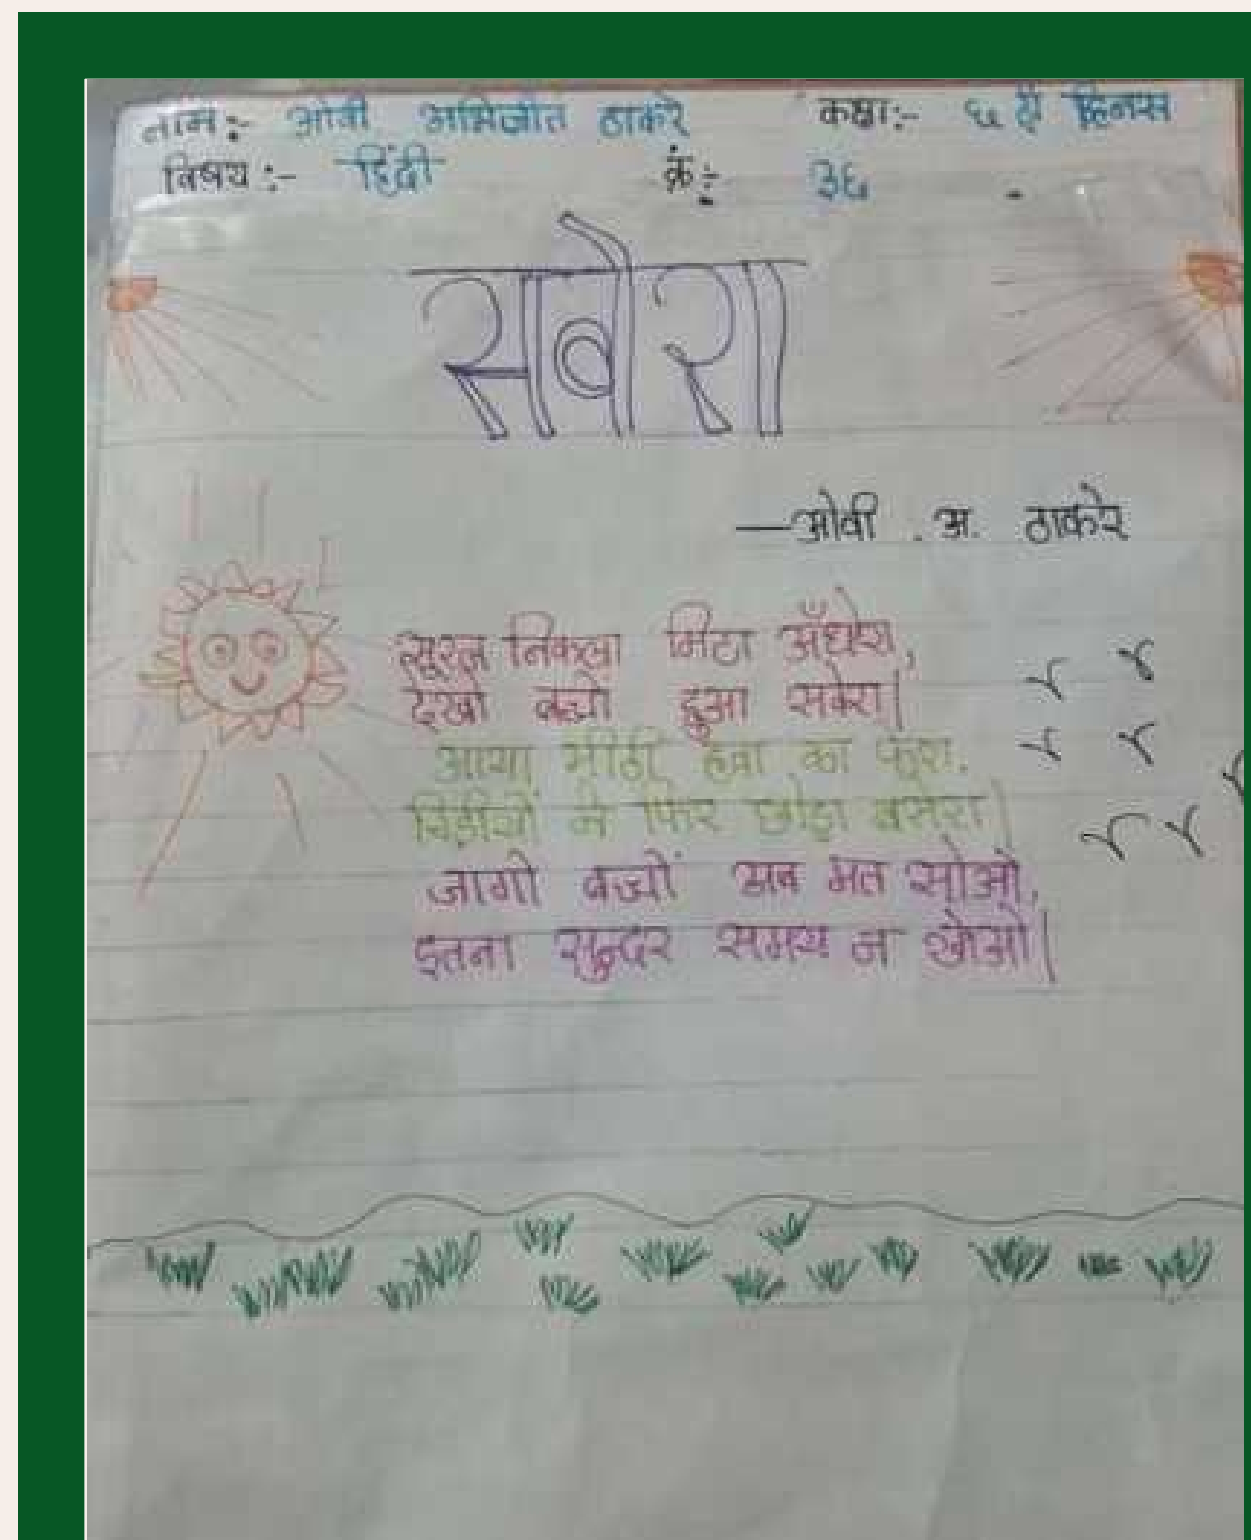 नाम:- ओवी अभिजीत ठाकरे कक्षा:- ६ वी
विषय:- हिंदी क्रं:- ३६
सवेरा
— ओवी . अ. ठाकरे
सूरज निकला मिटा अँधेरा,
देखो बच्चो हुआ सवेरा|
आया मीठी हवा का फेरा,
चिड़ीयों ने फिर छोड़ा बसेरा|
जागो बच्चों अब मत सोओ,
इतना सुन्दर समय न खोओ|